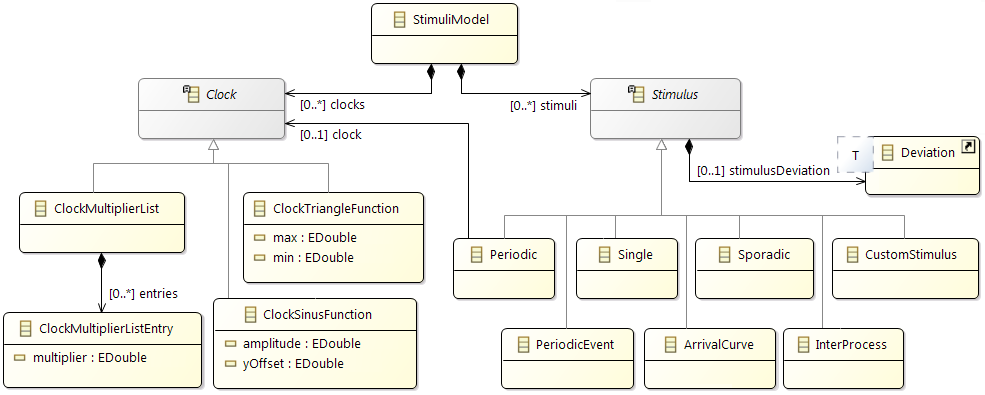 StimuliModel
Clock
Stimulus
[0..*] clocks
[0..*] stimuli
[0..1] clock
T
Deviation
[0..1] stimulusDeviation
ClockMultiplierList
ClockTriangleFunction
max : EDouble
min : EDouble
Periodic
Single
Sporadic
CustomStimulus
[0..*] entries
ClockMultiplierListEntry
multiplier : EDouble
ClockSinusFunction
amplitude : EDouble
yOffset : EDouble
PeriodicEvent
ArrivalCurve
InterProcess